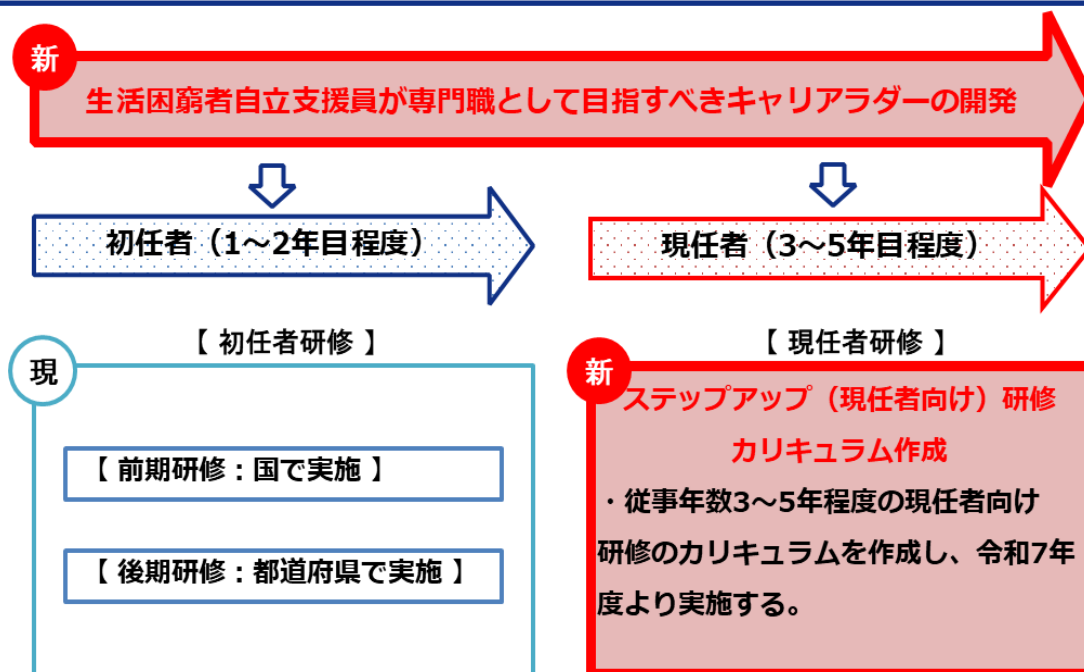 新
生活困窮者自立支援員が専門職として目指すべきキャリアラダーの開発
初任者（1～2年目程度）
現任者（3～5年目程度）
【 初任者研修 】
現
【 前期研修：国で実施 】
【 後期研修：都道府県で実施 】
【 現任者研修 】
新
ステップアップ（現任者向け）研修
カリキュラム作成
・従事年数3～5年程度の現任者向け
研修のカリキュラムを作成し、令和7年
度より実施する。